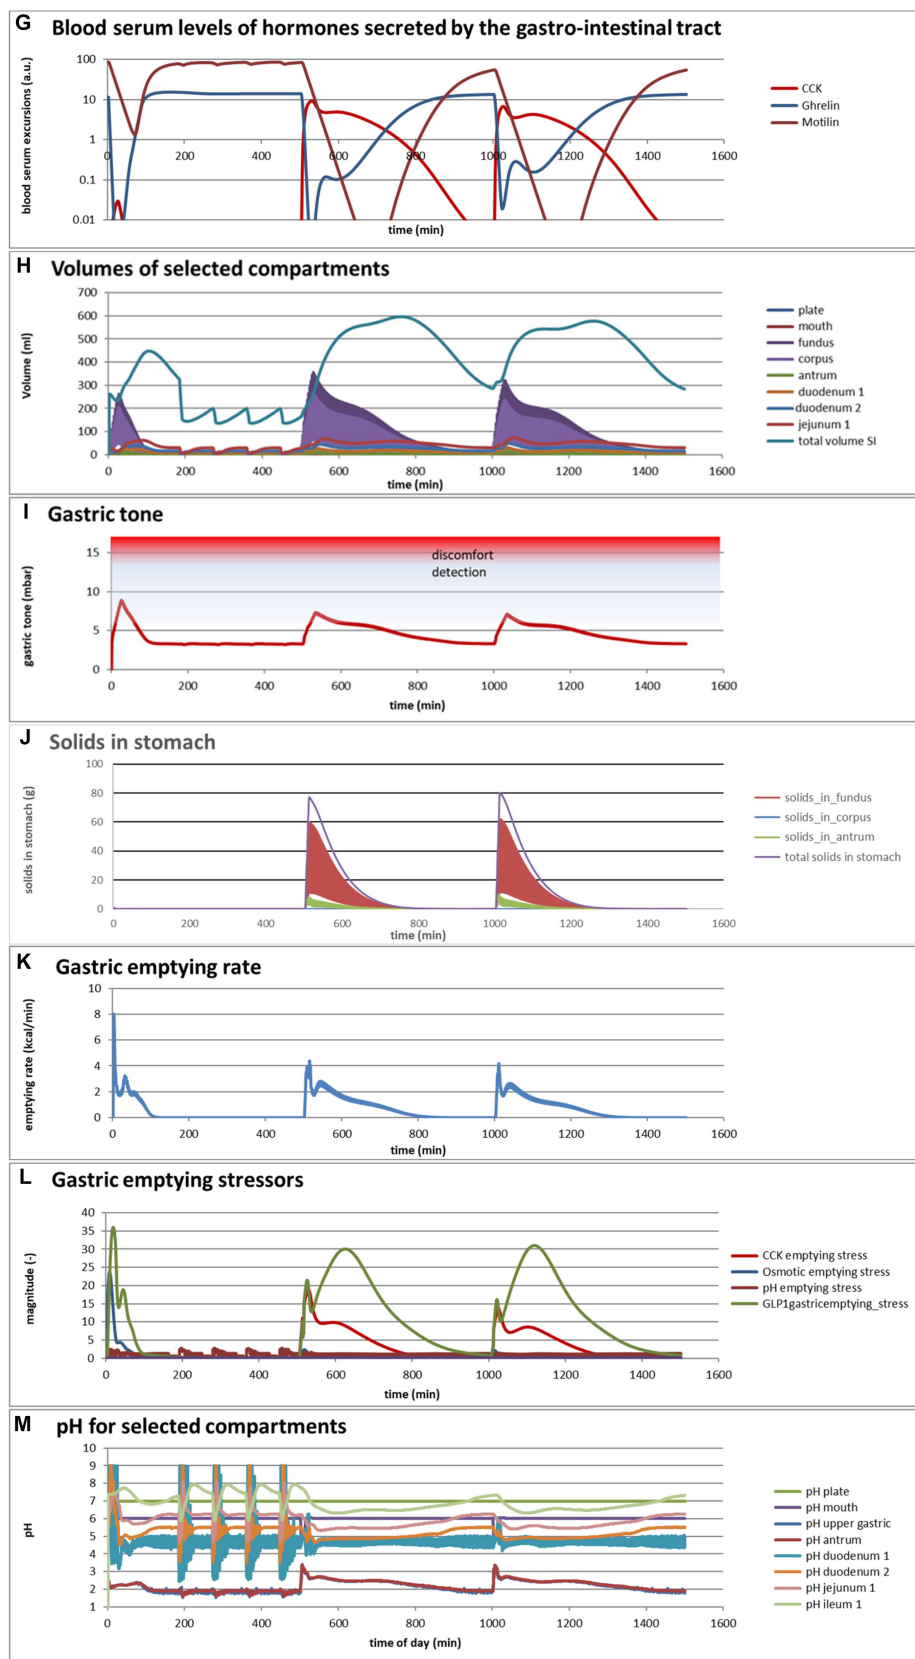 G Blood serum levels of hormones secreted by the gastro-intestinal tract
blood serum excursions (a.u.)
100
10
1
0.1
0.01
0 200 400 600 800 1000 1200 1400 1600
time (min)
CCK
Ghrelin
Motilin
H Volumes of selected compartments
Volume (ml)
700
600
500
400
300
200
100
0
0 200 400 600 800 1000 1200 1400 1600
time (min)
plate
mouth
fundus
corpus
antrum
duodenum 1
duodenum 2
jejunum 1
total volume SI
I Gastric tone
gastric tone (mbar)
15
10
5
0
discomfort
detection
0 200 400 600 800 1000 1200 1400 1600
time (min)
J Solids in stomach
solids in stomach (g)
100
80
60
40
20
0
0 200 400 600 800 1000 1200 1400 1600
time (min)
solids_in_fundus
solids_in_corpus
solids_in_antrum
total solids in stomach
K Gastric emptying rate
emptying rate (kcal/min)
10
8
6
4
2
0
0 200 400 600 800 1000 1200 1400 1600
time (min)
L Gastric emptying stressors
magnitude (-)
40
35
30
25
20
15
10
5
0
0 200 400 600 800 1000 1200 1400 1600
time (min)
CCK emptying stress
Osmotic emptying stress
pH emptying stress
GLP1gastricemptying_stress
M pH for selected compartments
pH
10
9
8
7
6
5
4
3
2
1
0 200 400 600 800 1000 1200 1400 1600
time of day (min)
pH plate
pH mouth
pH upper gastric
pH antrum
pH duodenum 1
pH duodenum 2
pH jejunum 1
pH ileum 1